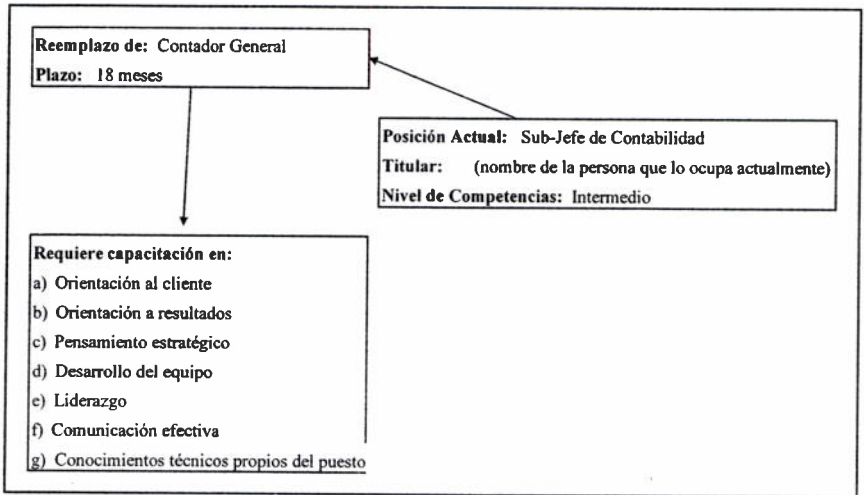 Reemplazo de: Contador General
Plazo: 18 meses
Posición Actual: Sub-Jefe de Contabilidad
Titular: (nombre de la persona que lo ocupa actualmente)
Nivel de Competencias: Intermedio
Requiere capacitación en:
a) Orientación al cliente
b) Orientación a resultados
c) Pensamiento estratégico
d) Desarrollo del equipo
e) Liderazgo
f) Comunicación efectiva
g) Conocimientos técnicos propios del puesto